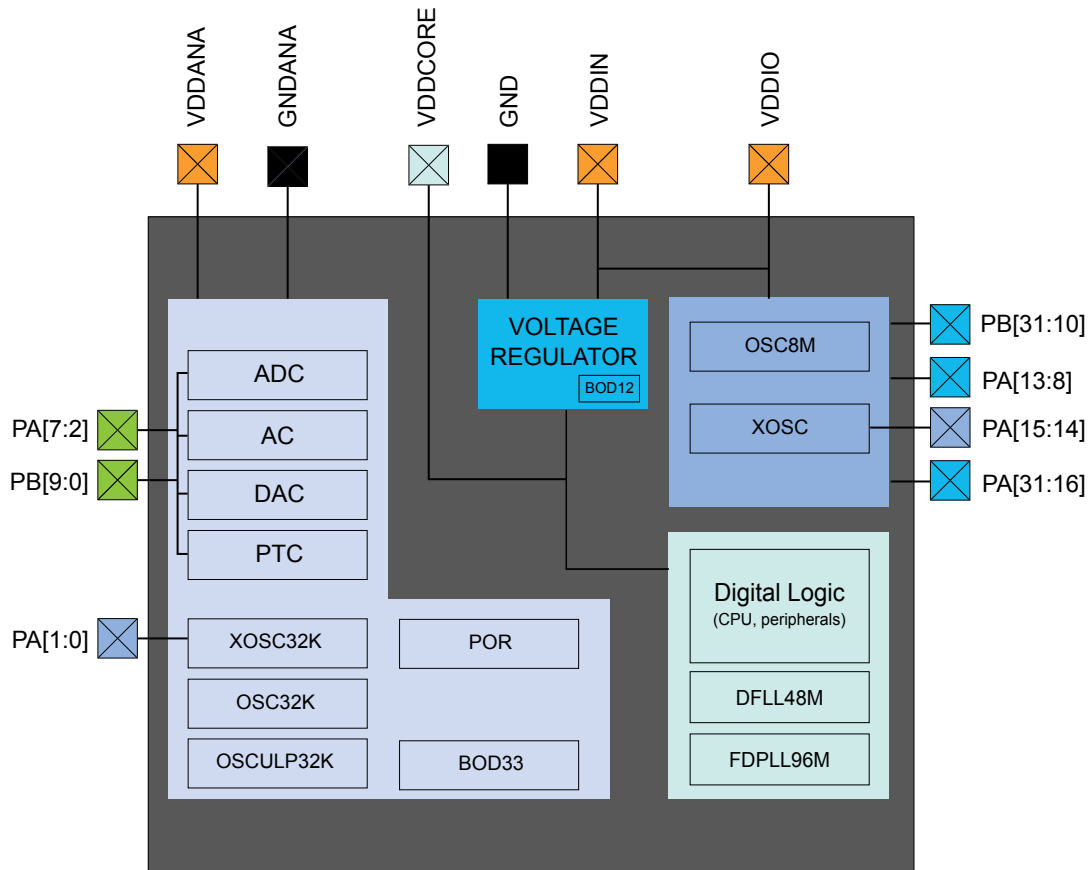 VDDANA
GNDANA
VDDCORE
GND
VDDIN
VDDIO
VOLTAGE
REGULATOR
BOD12
OSC8M
XOSC
PB[31:10]
PA[13:8]
PA[15:14]
PA[31:16]
ADC
AC
DAC
PTC
PA[7:2]
PB[9:0]
PA[1:0]
XOSC32K
OSC32K
OSCULP32K
POR
BOD33
Digital Logic
(CPU, peripherals)
DFLL48M
FDPLL96M